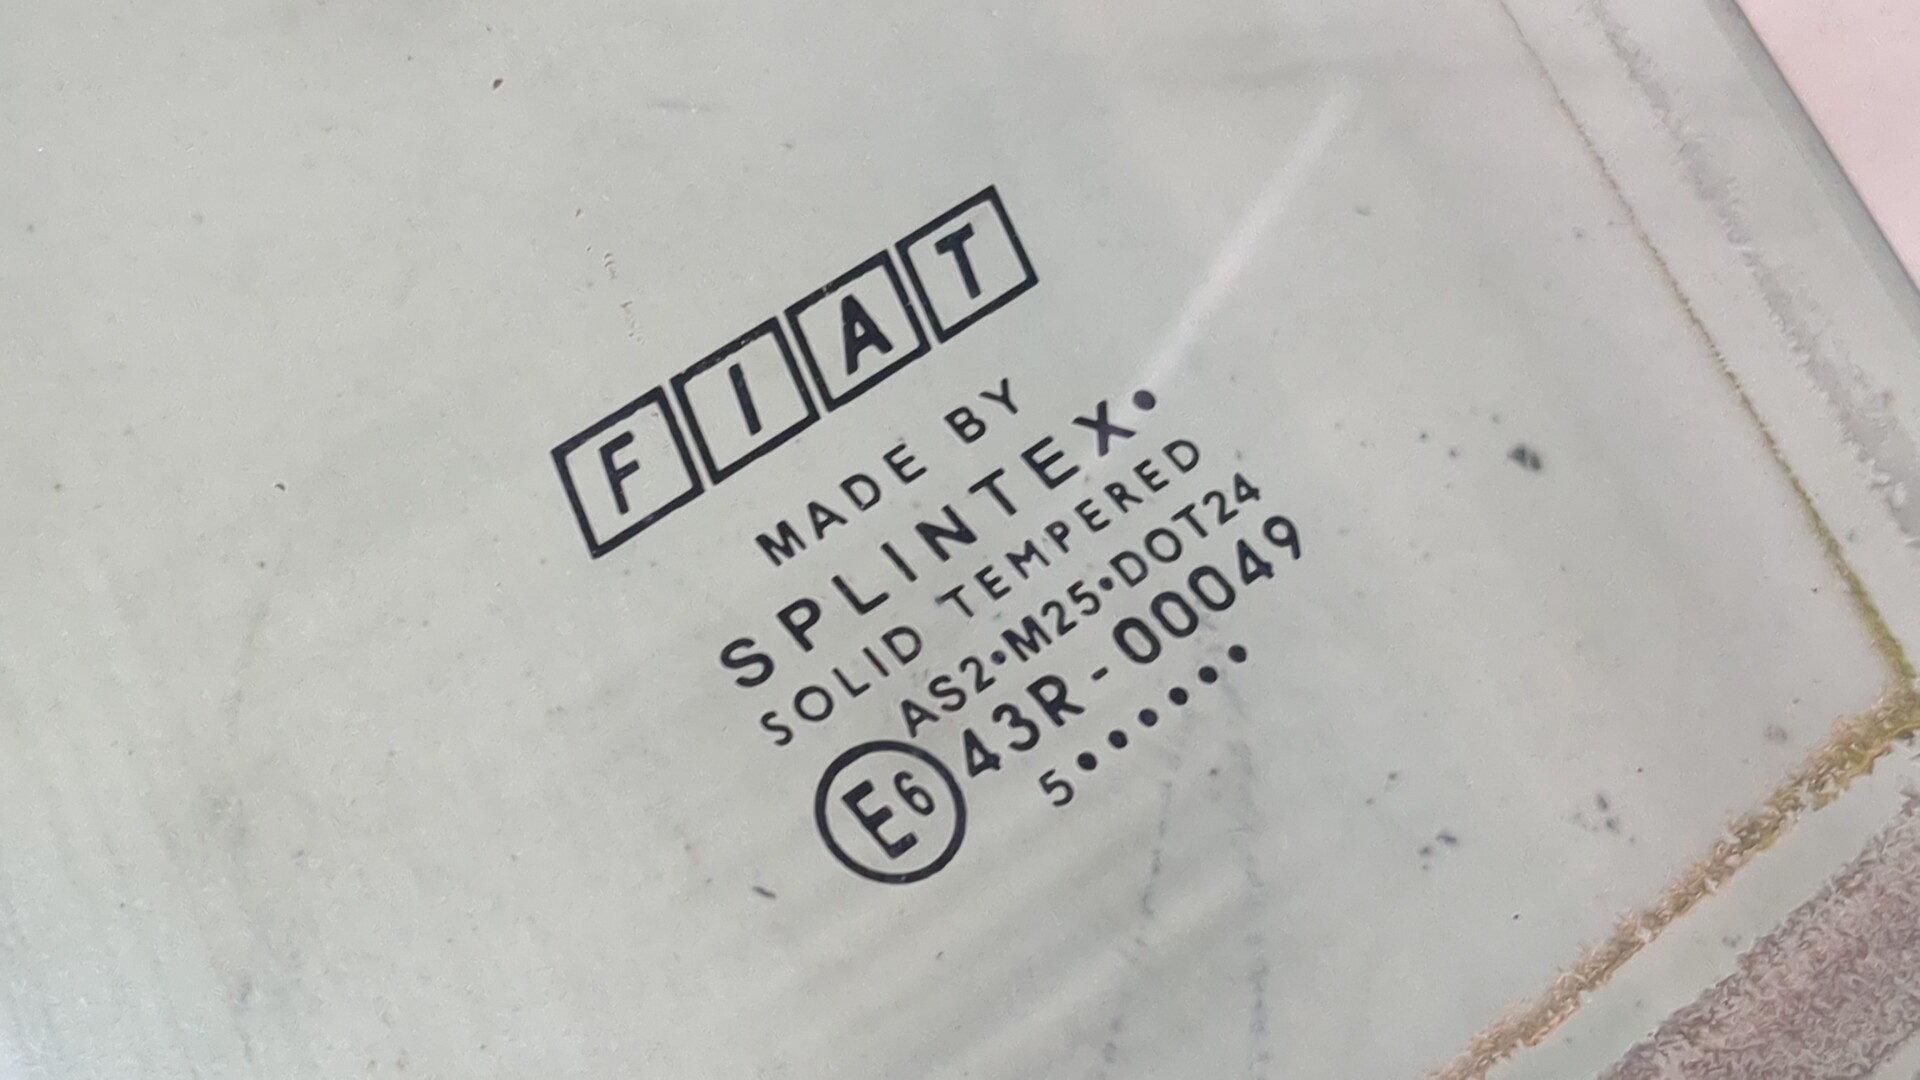 FIAT
MADE BY
SPLINTEX•
SOLID TEMPERED
AS2•M25•DOT24
E6 43R-00049
5••••••